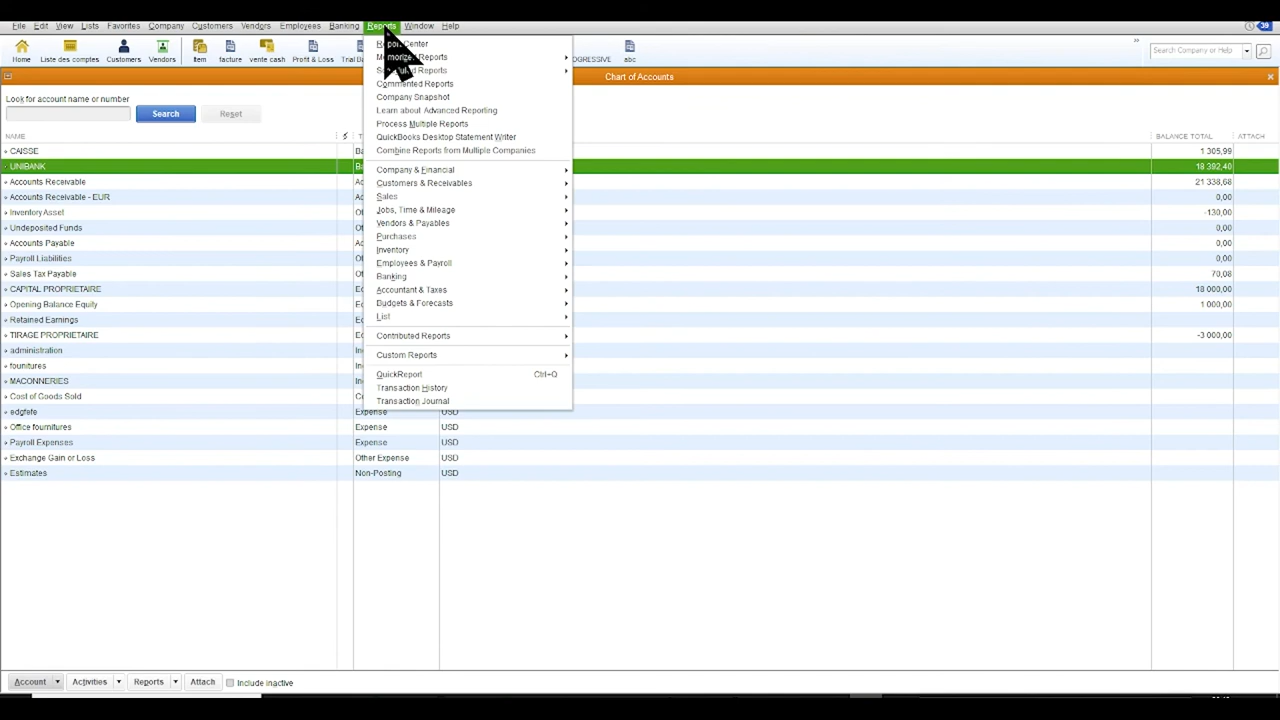 File Edit View Lists Favorites Company Customers Vendors Employees Banking Reports Window Help
39
Home Liste des comptes Customers Vendors Item facture vente cash Profit & Loss Trial Ba OGRESSIVE abc
Search Company or Help
Chart of Accounts
Look for account name or number
Search Reset
NAME BALANCE TOTAL ATTACH
CAISSE 1 305,99
UNIBANK 18 392,40
Accounts Receivable 21 338,68
Accounts Receivable - EUR 0,00
Inventory Asset -130,00
Undeposited Funds 0,00
Accounts Payable 0,00
Payroll Liabilities 0,00
Sales Tax Payable 70,08
CAPITAL PROPRIETAIRE 18 000,00
Opening Balance Equity 1 000,00
Retained Earnings
TIRAGE PROPRIETAIRE -3 000,00
administration
founitures
MACONNERIES
Cost of Goods Sold
edgfefe Expense USD
Office fournitures Expense USD
Payroll Expenses Expense USD
Exchange Gain or Loss Other Expense USD
Estimates Non-Posting USD
Center
Reports
Reports
Commented Reports
Company Snapshot
Learn about Advanced Reporting
Process Multiple Reports
QuickBooks Desktop Statement Writer
Combine Reports from Multiple Companies
Company & Financial
Customers & Receivables
Sales
Jobs, Time & Mileage
Vendors & Payables
Purchases
Inventory
Employees & Payroll
Banking
Accountant & Taxes
Budgets & Forecasts
List
Contributed Reports
Custom Reports
QuickReport Ctrl+Q
Transaction History
Transaction Journal
Account Activities Reports Attach Include inactive